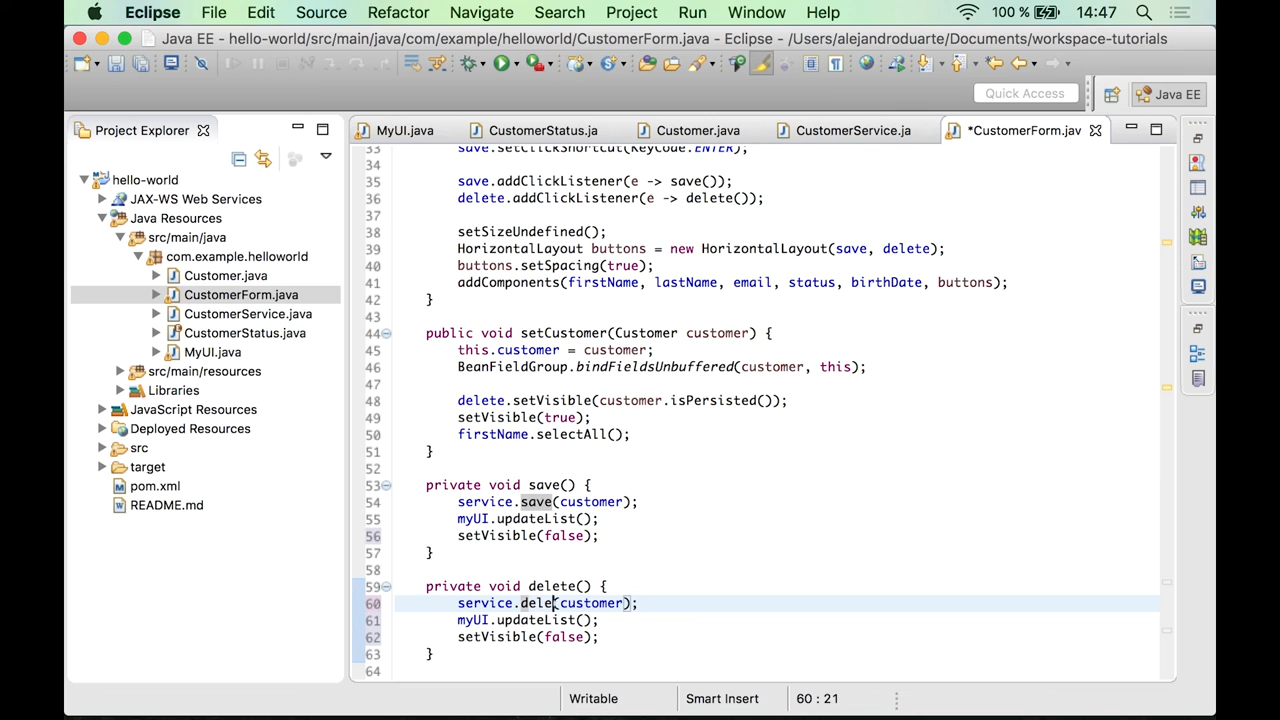 Eclipse File Edit Source Refactor Navigate Search Project Run Window Help 100 % 14:47
Java EE - hello-world/src/main/java/com/example/helloworld/CustomerForm.java - Eclipse - /Users/alejandroduarte/Documents/workspace-tutorials
Quick Access Java EE
Project Explorer
hello-world
JAX-WS Web Services
Java Resources
src/main/java
com.example.helloworld
Customer.java
CustomerForm.java
CustomerService.java
CustomerStatus.java
MyUI.java
src/main/resources
Libraries
JavaScript Resources
Deployed Resources
src
target
pom.xml
README.md
MyUI.java CustomerStatus.ja Customer.java CustomerService.ja *CustomerForm.jav
33 save.setClickShortcut(KeyCode.ENTER);
34
35 save.addClickListener(e -> save());
36 delete.addClickListener(e -> delete());
37
38 setSizeUndefined();
39 HorizontalLayout buttons = new HorizontalLayout(save, delete);
40 buttons.setSpacing(true);
41 addComponents(firstName, lastName, email, status, birthDate, buttons);
42 }
43
44 public void setCustomer(Customer customer) {
45 this.customer = customer;
46 BeanFieldGroup.bindFieldsUnbuffered(customer, this);
47
48 delete.setVisible(customer.isPersisted());
49 setVisible(true);
50 firstName.selectAll();
51 }
52
53 private void save() {
54 service.save(customer);
55 myUI.updateList();
56 setVisible(false);
57 }
58
59 private void delete() {
60 service.dele(customer);
61 myUI.updateList();
62 setVisible(false);
63 }
64
Writable Smart Insert 60 : 21